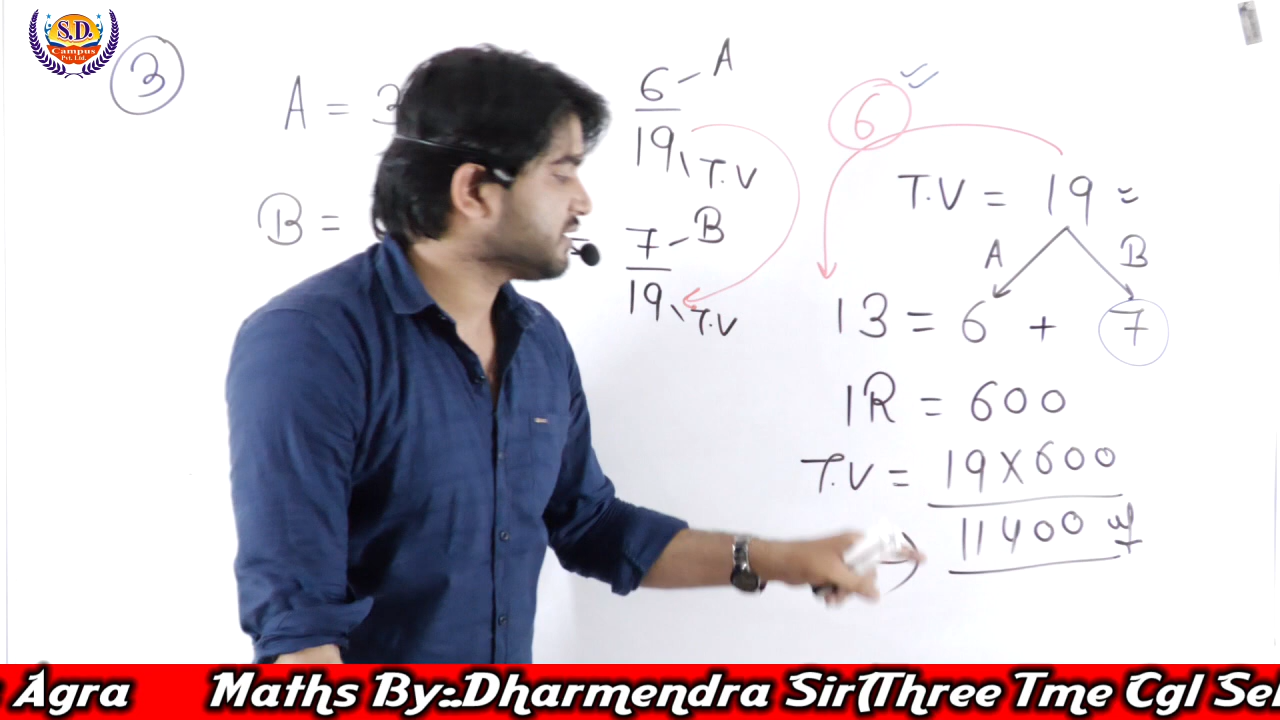 S.D.
Campus
Pvt. Ltd.
3
A = 3
B =
6 - A
19 \ T.V
7 - B
19 \ T.V
6
T.V = 19 =
A B
13 = 6 + 7
1R = 600
T.V = 19 X 600
11400
Agra Maths By:-Dharmendra Sir(Three Tme Cgl Sel